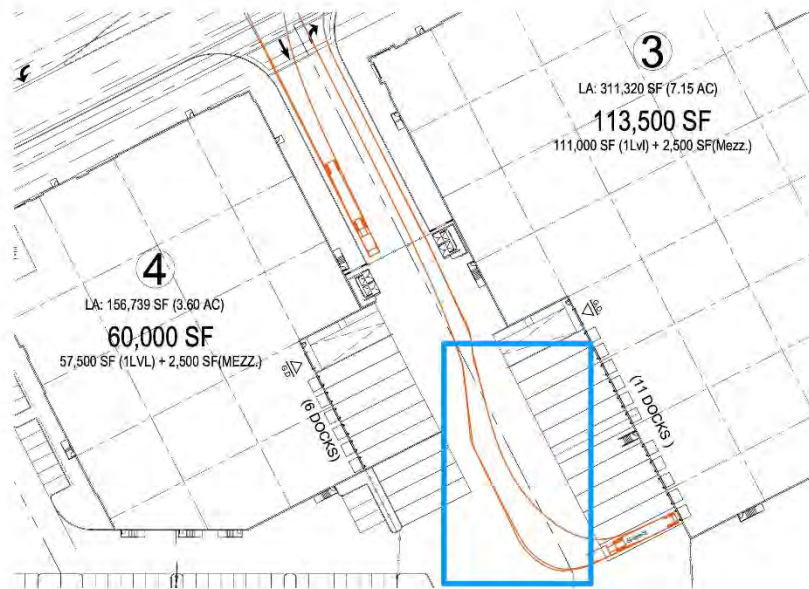 3
LA: 311,320 SF (7.15 AC)
113,500 SF
111,000 SF (1Lvl) + 2,500 SF(Mezz.)
4
LA: 156,739 SF (3.60 AC)
60,000 SF
57,500 SF (1LVL) + 2,500 SF(MEZZ.)
G.D.
(11 DOCKS)
G.D.
(6 DOCKS)